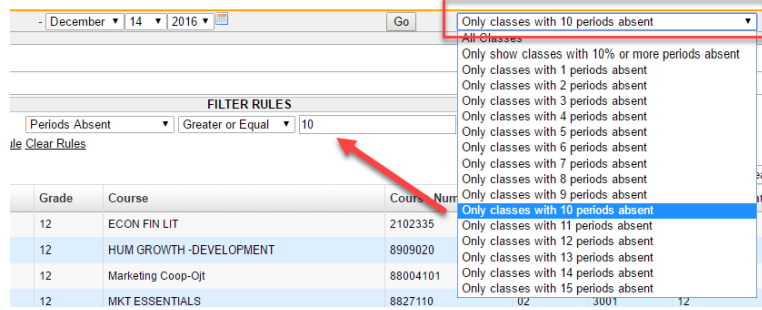 - December 14 2016 Go Only classes with 10 periods absent
All Classes
Only show classes with 10% or more periods absent
Only classes with 1 periods absent
Only classes with 2 periods absent
Only classes with 3 periods absent
Only classes with 4 periods absent
Only classes with 5 periods absent
Only classes with 6 periods absent
Only classes with 7 periods absent
Only classes with 8 periods absent
Only classes with 9 periods absent
Only classes with 10 periods absent
Only classes with 11 periods absent
Only classes with 12 periods absent
Only classes with 13 periods absent
Only classes with 14 periods absent
Only classes with 15 periods absent
FILTER RULES
Periods Absent Greater or Equal 10
Clear Rules
Grade Course
12 ECON FIN LIT 2102335
12 HUM GROWTH -DEVELOPMENT 8909020
12 Marketing Coop-Ojt 88004101
12 MKT ESSENTIALS 8827110 02 3001 12